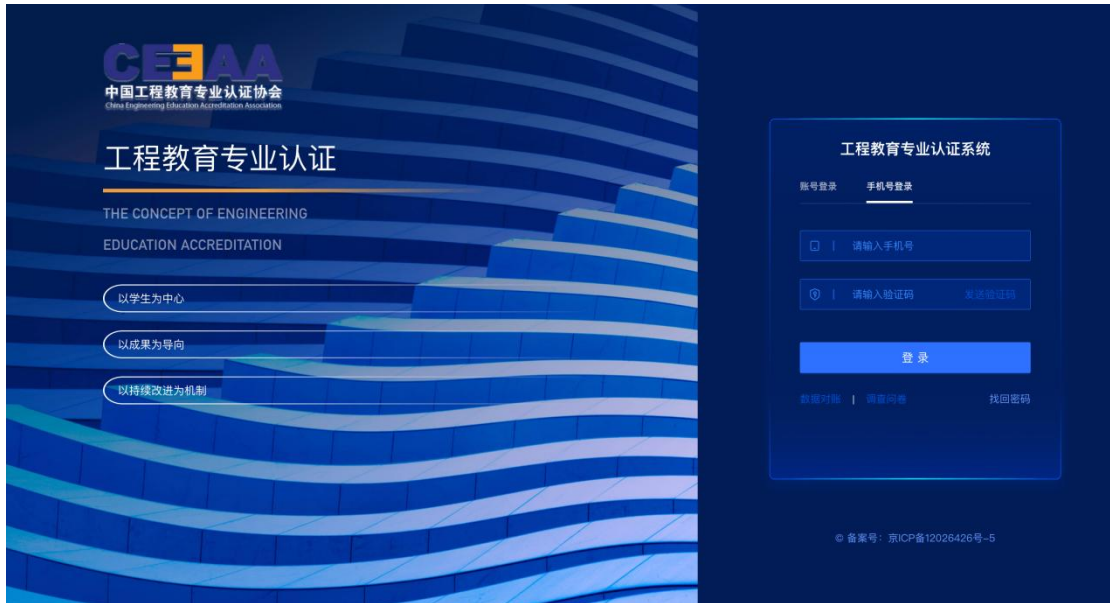 CEEAA
中国工程教育专业认证协会
China Engineering Education Accreditation Association
工程教育专业认证
THE CONCEPT OF ENGINEERING
EDUCATION ACCREDITATION
以学生为中心
以成果为导向
以持续改进为机制
工程教育专业认证系统
账号登录 手机号登录
请输入手机号
请输入验证码 发送验证码
登录
数据对账 | 调查问卷 找回密码
© 备案号：京ICP备12026426号-5